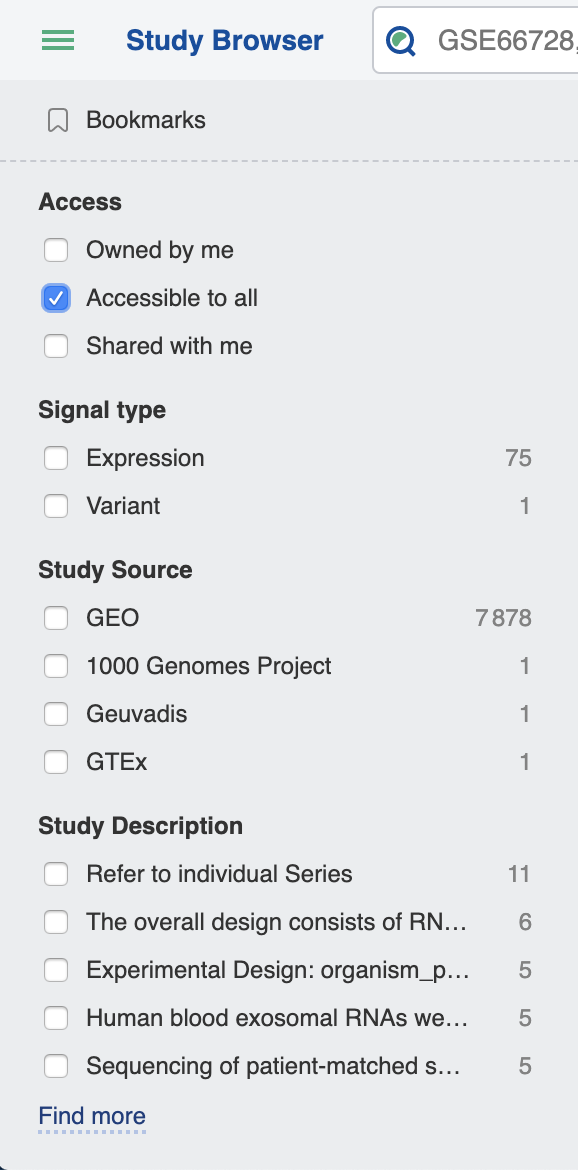 Study Browser
GSE66728,
Bookmarks
Access
Owned by me
Accessible to all
Shared with me
Signal type
Expression 75
Variant 1
Study Source
GEO 7 878
1000 Genomes Project 1
Geuvadis 1
GTEx 1
Study Description
Refer to individual Series 11
The overall design consists of RN... 6
Experimental Design: organism_p... 5
Human blood exosomal RNAs we... 5
Sequencing of patient-matched s... 5
Find more